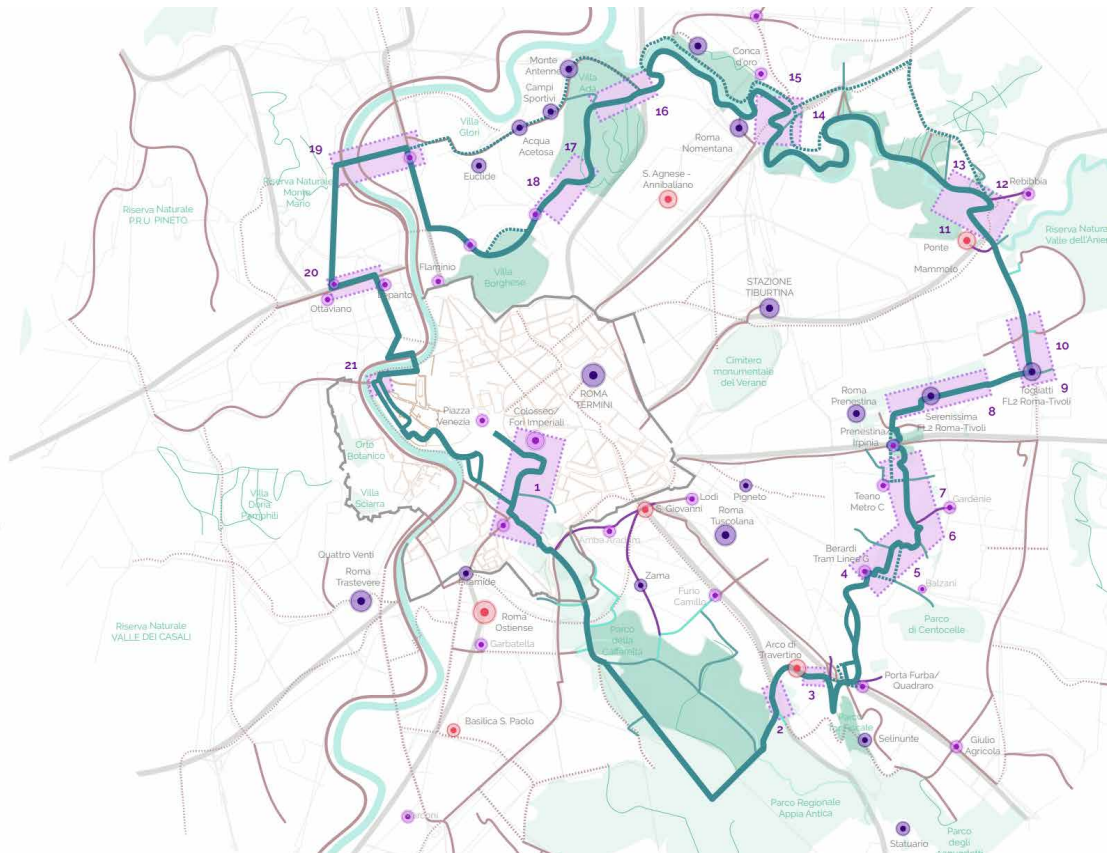 Conca
d'oro
Monte
Antenne
Villa
Ada
15
Campi
Sportivi
16
14
Villa
Glori
Acqua
Acetosa
Roma
Nomentana
19
17
13
Euclide
18
S. Agnese -
Annibaliano
12
Rebibbia
Riserva Naturale
Monte
Mario
Riserva Naturale
P.R.U. PINETO
11
Ponte
Mammolo
Riserva Natura
Valle dell'Anien
20
Flaminio
Villa
Borghese
STAZIONE
TIBURTINA
Lepanto
Ottaviano
10
21
Cimitero
monumentale
del Verano
Roma
Prenestina
9
Togliatti
FL2 Roma-Tivoli
ROMA
TERMINI
8
Serenissima
FL2 Roma-Tivoli
Piazza
Venezia
Colosseo/
Fori Imperiali
Prenestina
Irpinia
Orto
Botanico
Villa
Sciarra
1
Villa
Doria
Pamphili
Lodi
Pigneto
Teano
Metro C
7
Gardenie
S. Giovanni
Roma
Tuscolana
6
Ambe Aradam
Quattro Venti
Roma
Trastevere
Piramide
Zama
Berardi
Tram Linea G
4
5
Balzani
Furio
Camillo
Roma
Ostiense
Parco
di Centocelle
Riserva Naturale
VALLE DEI CASALI
Garbatella
Parco
della
Caffarella
Arco di
Travertino
3
Porta Furba/
Quadraro
2
Basilica S. Paolo
Selinunte
Giulio
Agricola
Parco Regionale
Appia Antica
Statuario
Parco
degli